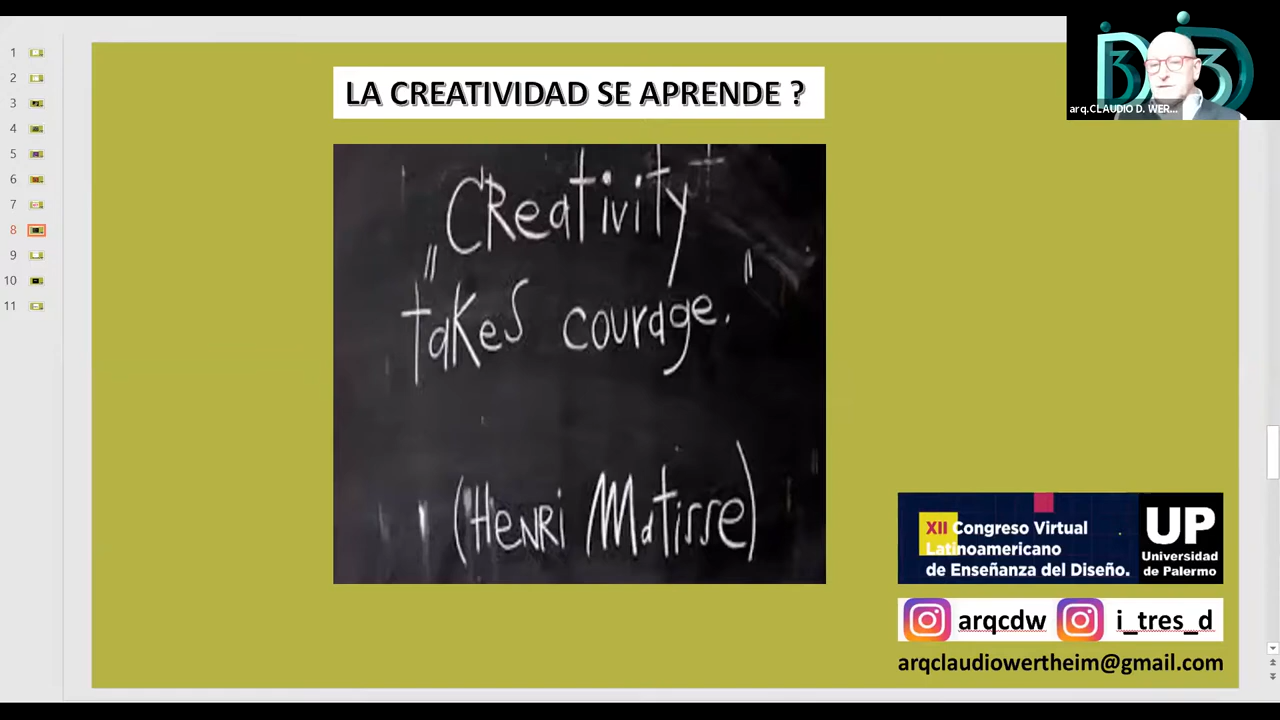 1
2
3
4
5
6
7
8
9
10
11
LA CREATIVIDAD SE APRENDE ?
„Creativity
takes courage."
(Henri Matisse)
i3D
arq.CLAUDIO D. WER...
XII Congreso Virtual
Latinoamericano
de Enseñanza del Diseño.
UP
Universidad
de Palermo
arqcdw i_tres_d
arqclaudiowertheim@gmail.com